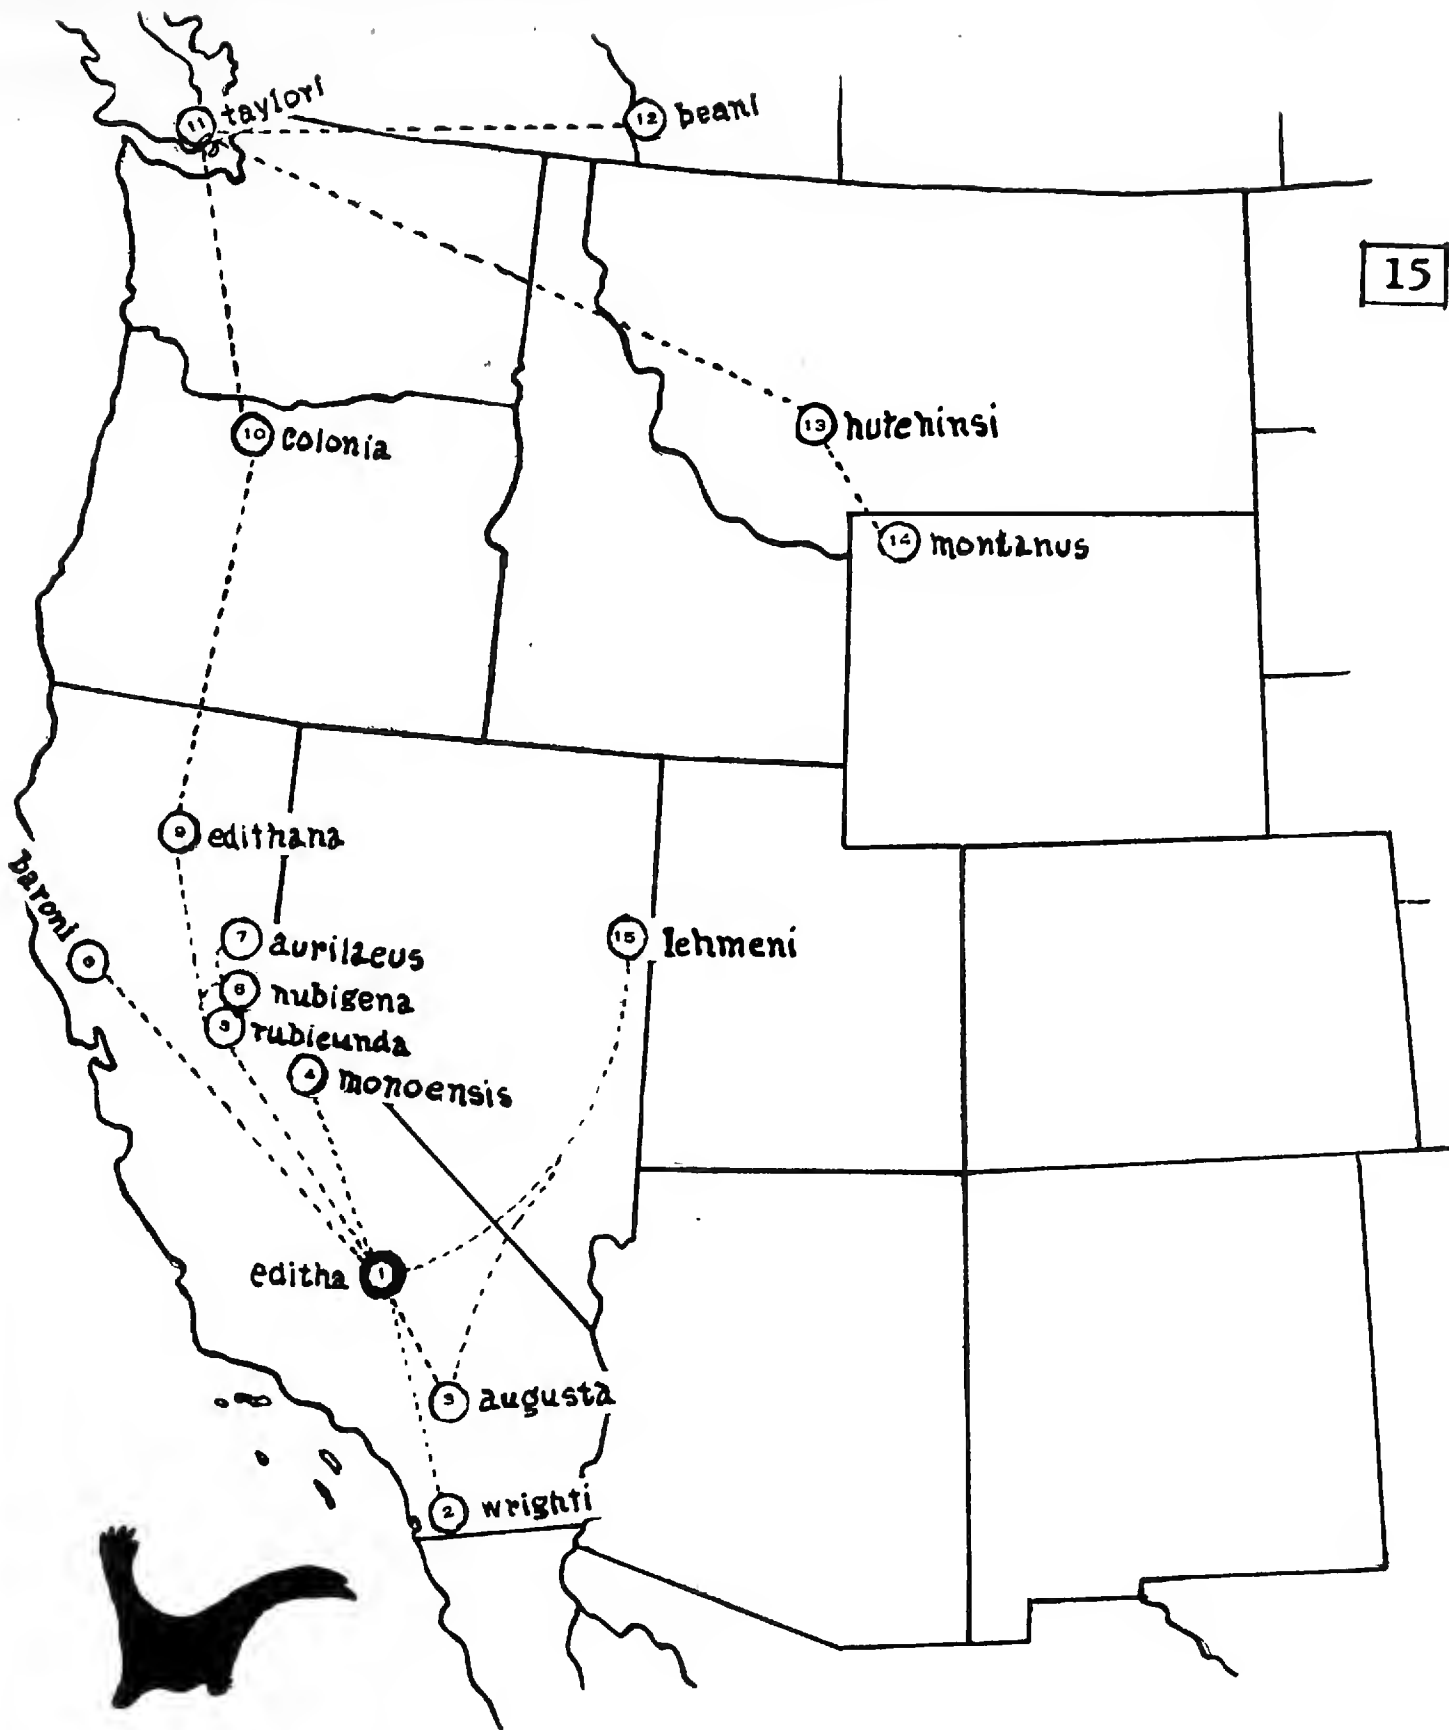 11 taylori
12 beani
15
13 hutchinsi
10 colonia
14 montanus
9 edithana
baroni
7 aurilaeus
15 lehmeni
6 nubigena
5 rubicunda
4 monoensis
editha 1
3 augusta
2 wrighti